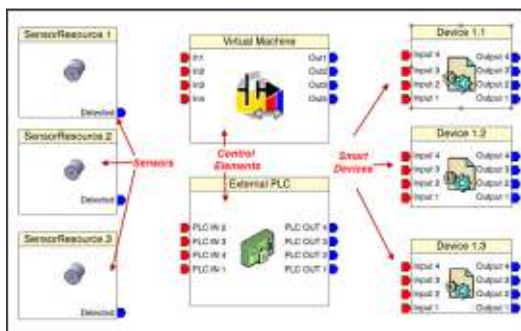 SensorResource.1
Detected
SensorResource.2
Detected
SensorResource.3
Detected
Sensors
Virtual Machine
In1
In2
In3
In4
Out1
Out2
Out3
Control
Elements
External PLC
PLC IN 2
PLC IN 3
PLC IN 4
PLC IN 1
PLC OUT 4
PLC OUT 3
PLC OUT 2
PLC OUT 1
Smart
Devices
Device 1.1
Input 4 Output 4
Input 3 Output 3
Input 2 Output 2
Input 1 Output 1
Device 1.2
Input 4 Output 4
Input 3 Output 3
Input 2 Output 2
Input 1 Output 1
Device 1.3
Input 4 Output 4
Input 3 Output 3
Input 2 Output 2
Input 1 Output 1